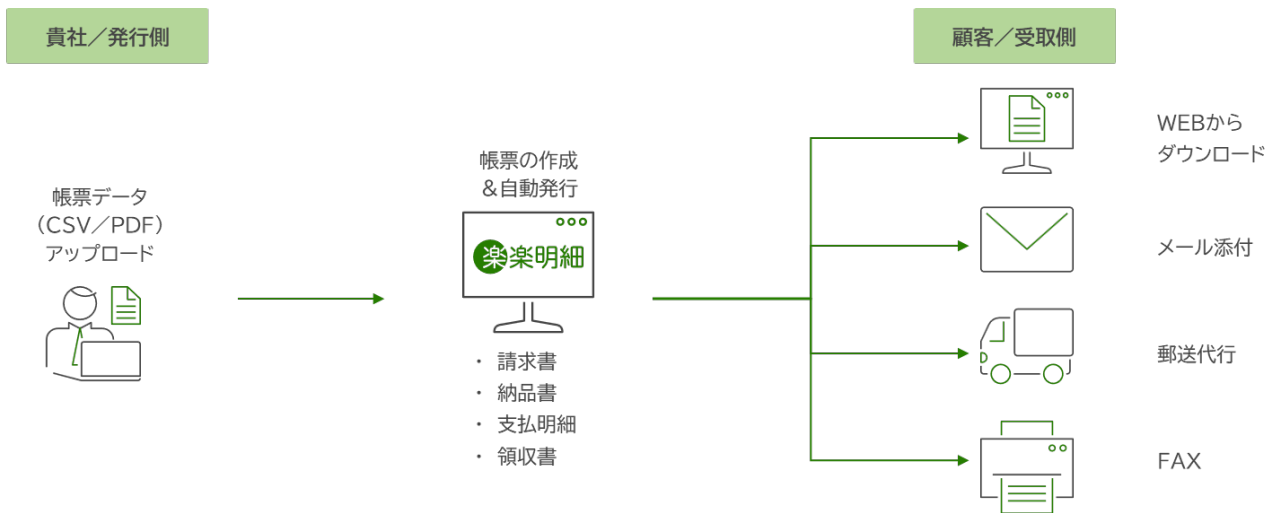 貴社／発行側
顧客／受取側
帳票データ
（CSV／PDF）
アップロード
帳票の作成
＆自動発行
楽楽明細
・ 請求書
・ 納品書
・ 支払明細
・ 領収書
WEBから
ダウンロード
メール添付
郵送代行
FAX